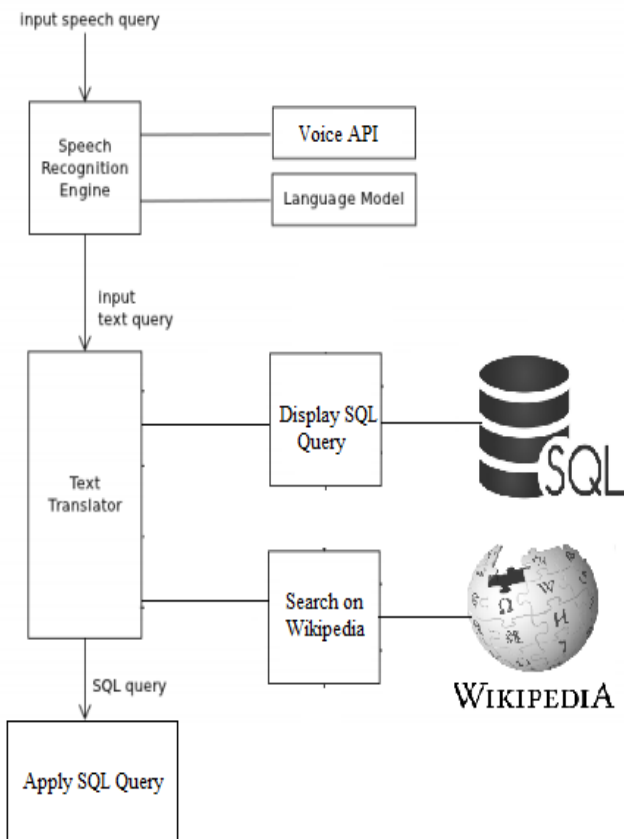 input speech query
Speech
Recognition
Engine
Voice API
Language Model
input
text query
Text
Translator
Display SQL
Query
SQL
Search on
Wikipedia
Ω
W
И
WIKIPEDIA
SQL query
Apply SQL Query